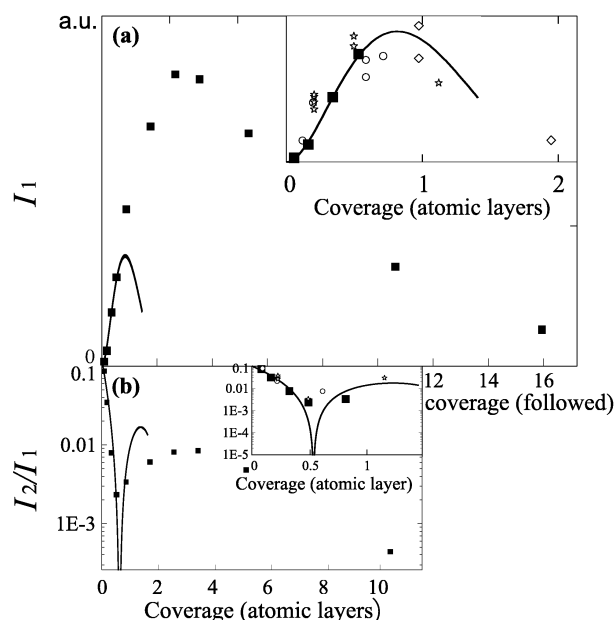 a.u.
(a)
I1
0
0 1 2
Coverage (atomic layers)
12 14 16
coverage (followed)
0.1
(b)
0.01
1E-3
I2/I1
0.1
0.01
1E-3
1E-4
1E-5
0 0.5 1
Coverage (atomic layer)
0 2 4 6 8 10
Coverage (atomic layers)